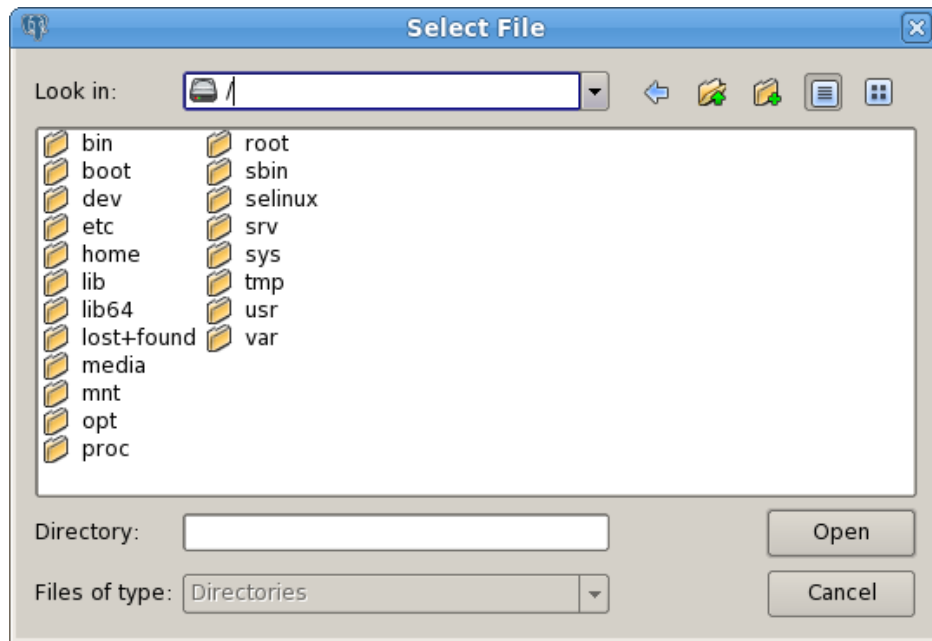 Select File
Look in: /
bin
boot
dev
etc
home
lib
lib64
lost+found
media
mnt
opt
proc
root
sbin
selinux
srv
sys
tmp
usr
var
Directory: Open
Files of type: Directories Cancel